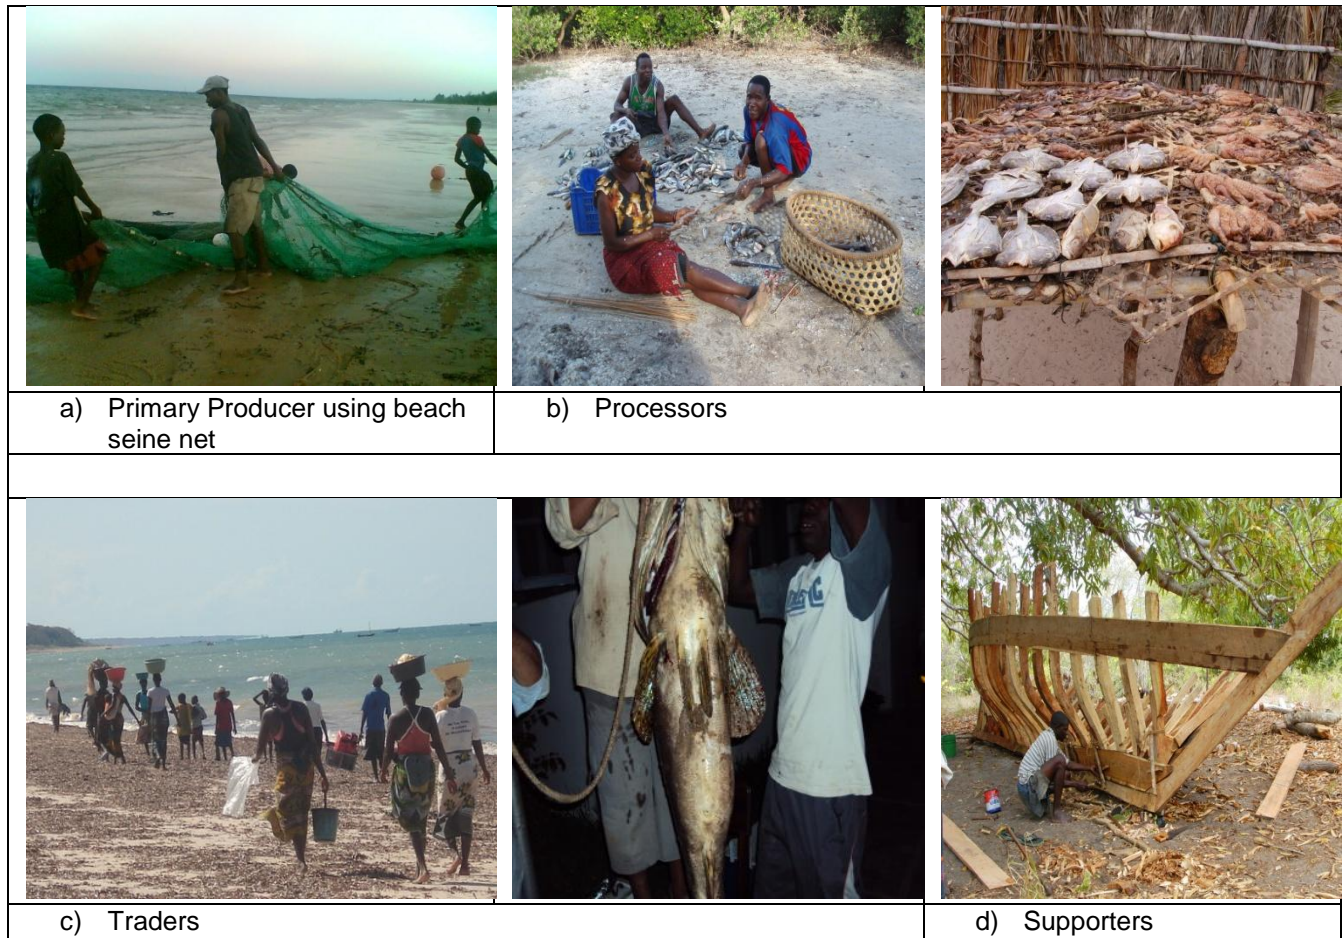 a) Primary Producer using beach
seine net
b) Processors
c) Traders
d) Supporters